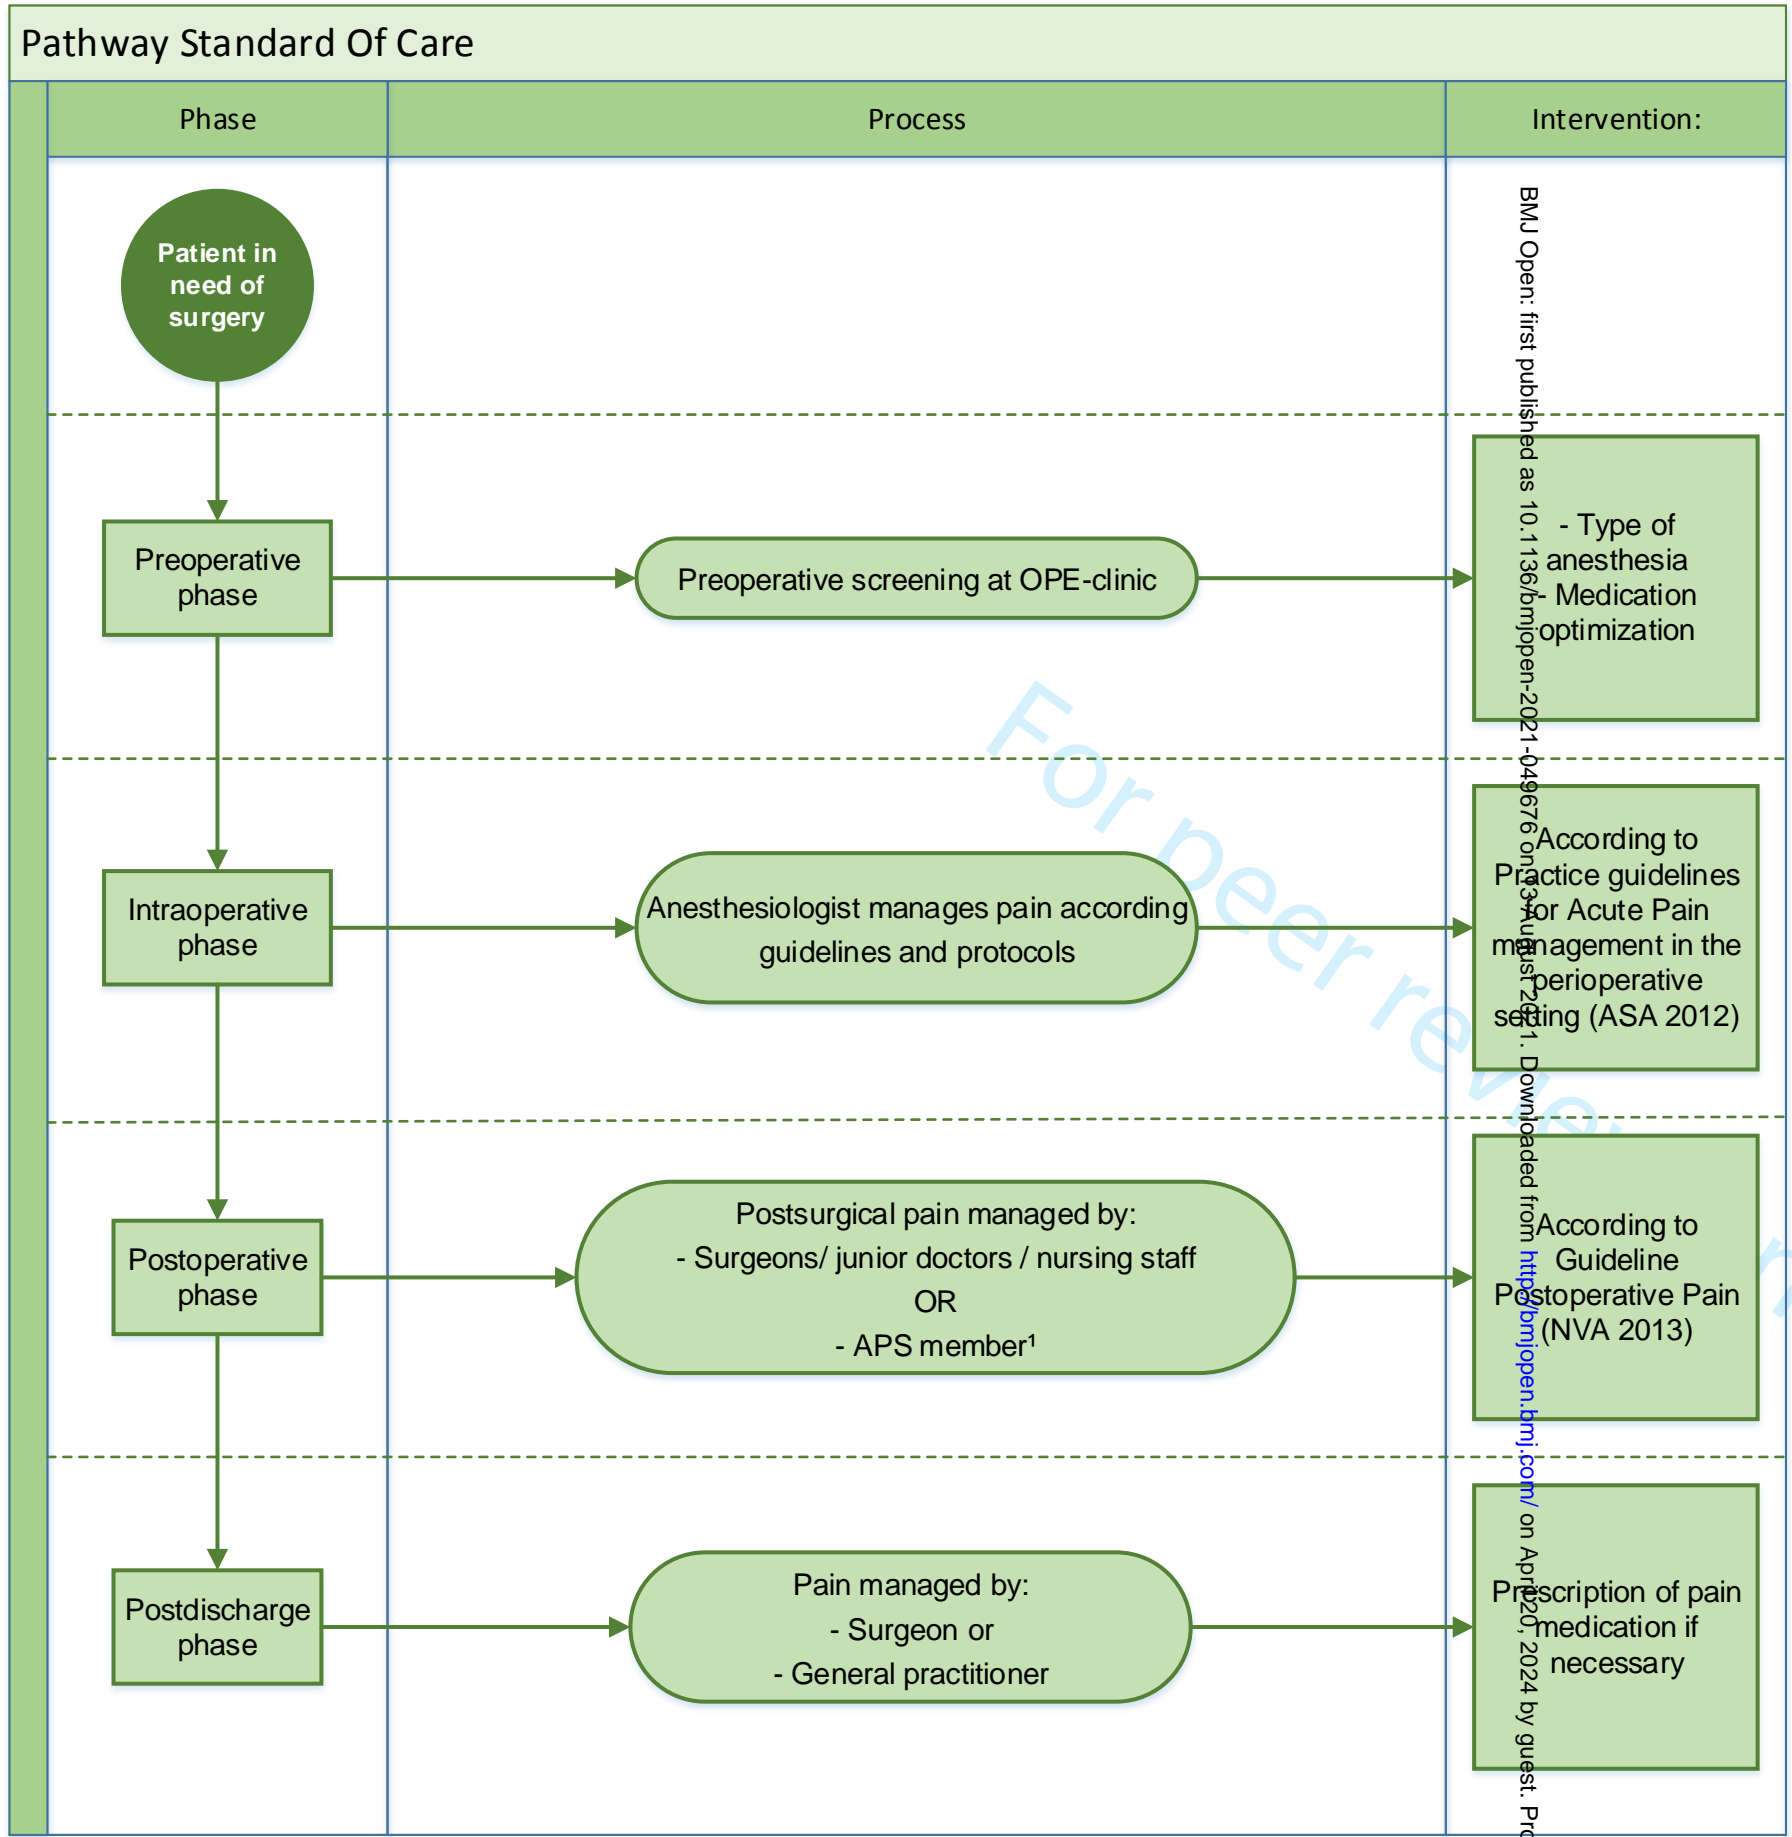 Pathway Standard Of Care
Phase
Process
Intervention:
Patient in
need of
surgery
Preoperative
phase
Preoperative screening at OPE-clinic
- Type of
anesthesia
- Medication
optimization
Intraoperative
phase
Anesthesiologist manages pain according
guidelines and protocols
According to
Practice guidelines
for Acute Pain
management in the
perioperative
setting (ASA 2012)
Postoperative
phase
Postsurgical pain managed by:
- Surgeons/ junior doctors / nursing staff
OR
- APS member¹
According to
Guideline
Postoperative Pain
(NVA 2013)
Postdischarge
phase
Pain managed by:
- Surgeon or
- General practitioner
Prescription of pain
medication if
necessary
For peer review
BMJ Open: first published as 10.1136/bmjopen-2021-049676 on 13 August 2021. Downloaded from http://bmjopen.bmj.com/ on April 20, 2024 by guest.